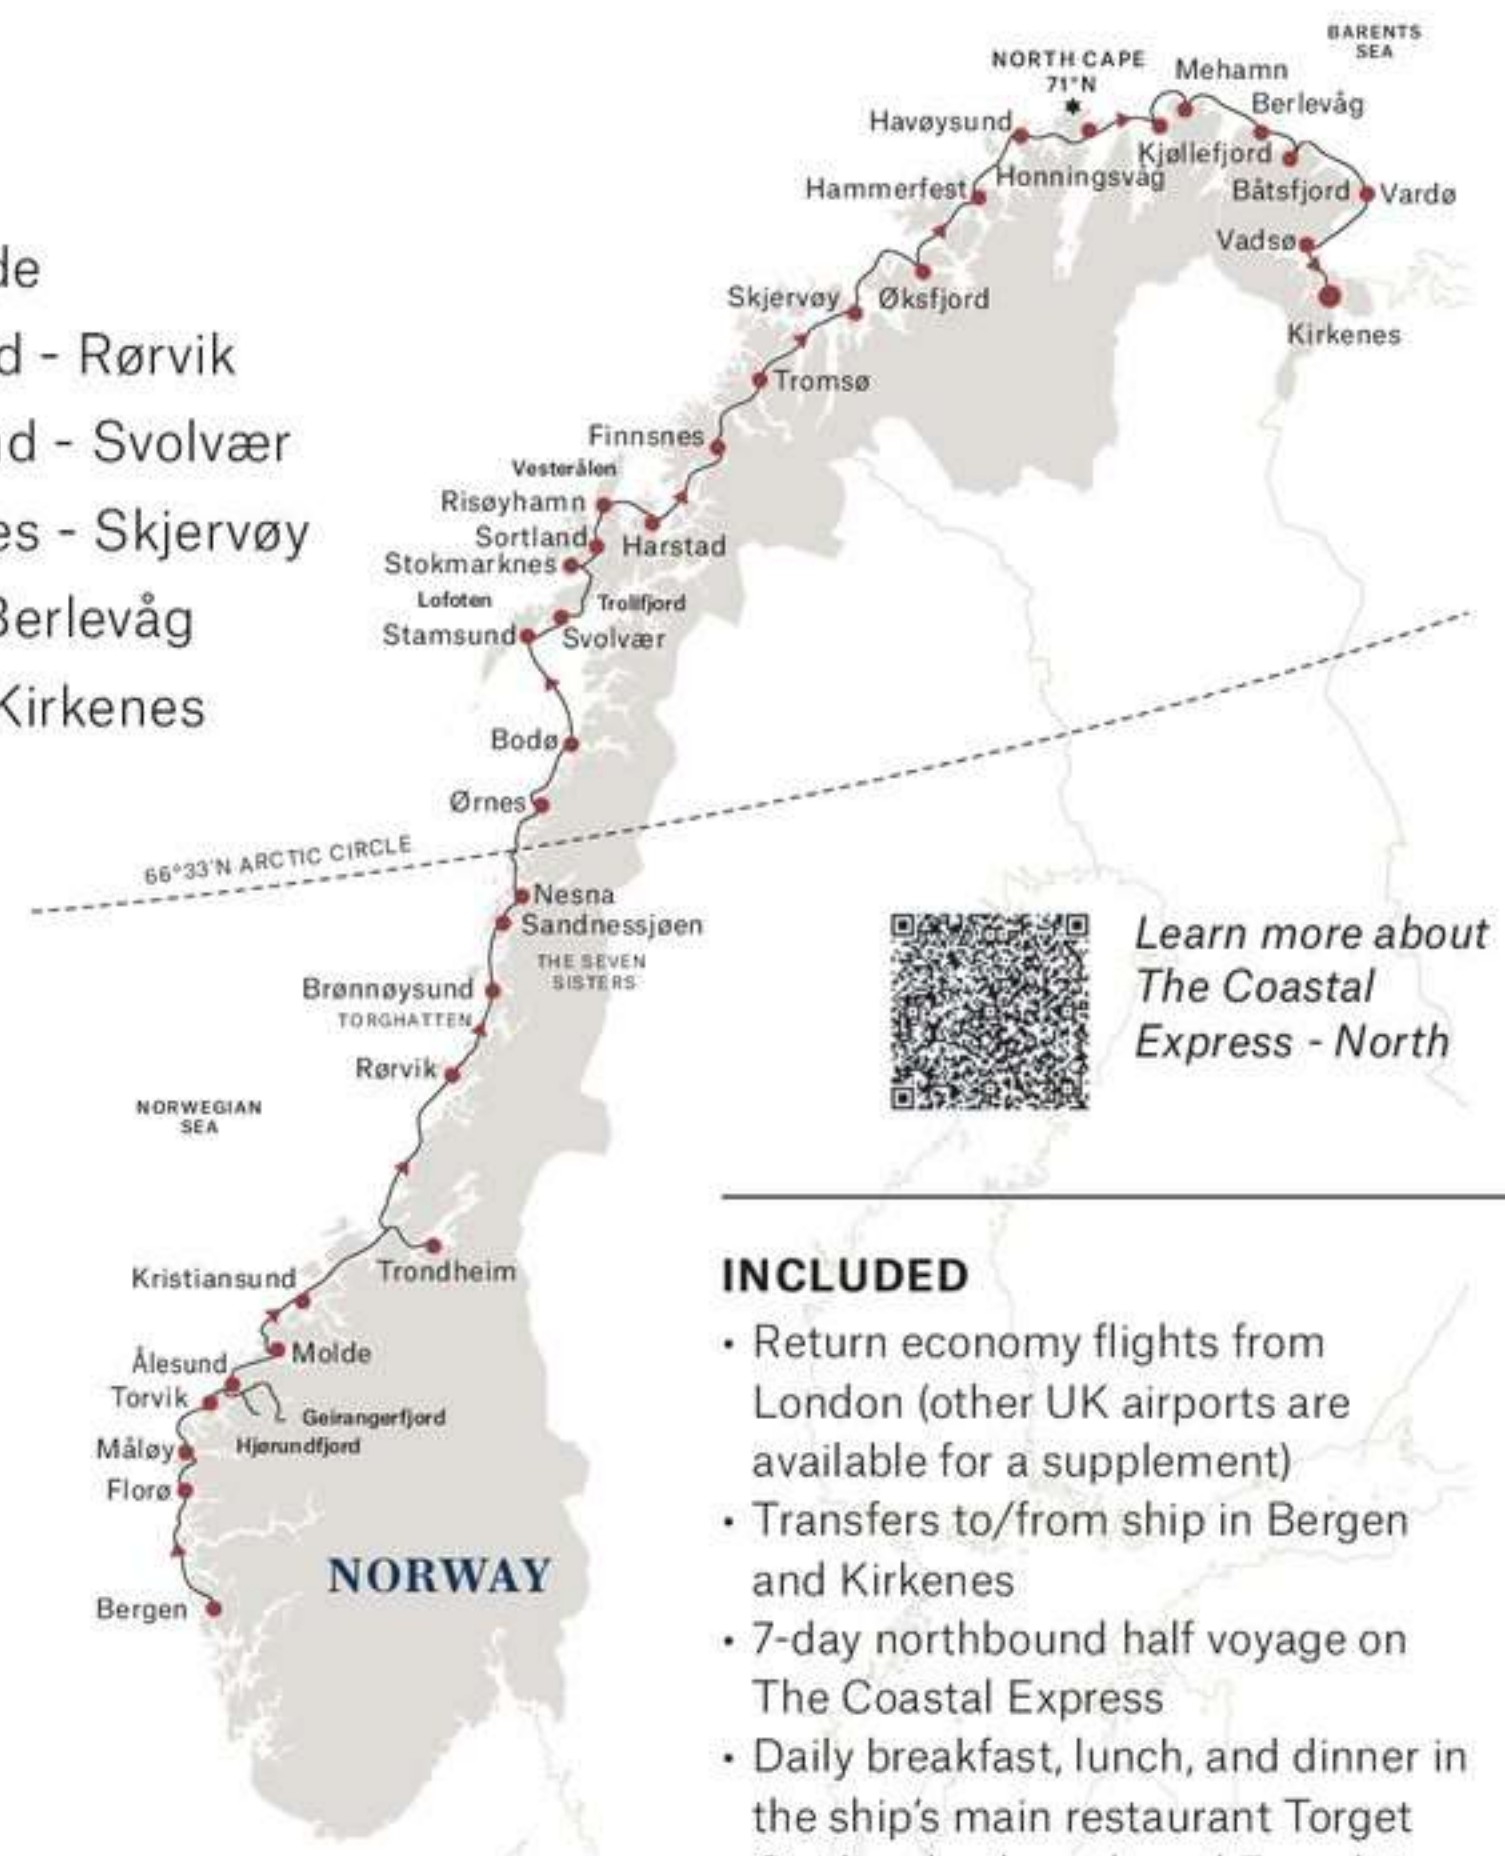 BARENTS
SEA
NORTH CAPE
71°N
Mehamn
Berlevåg
Havøysund
Kjøllefjord
Honningsvåg
Hammerfest
Båtsfjord
Vardø
Vadsø
Skjervøy
Øksfjord
Kirkenes
Tromsø
Finnsnes
Vesterålen
Risøyhamn
Sortland
Harstad
Stokmarknes
Lofoten
Trollfjord
Stamsund
Svolvær
Bodø
Ørnes
66°33'N ARCTIC CIRCLE
Nesna
Sandnessjøen
THE SEVEN
SISTERS
Brønnøysund
TORGHATTEN
Rørvik
NORWEGIAN
SEA
Kristiansund
Trondheim
Ålesund
Molde
Torvik
Geirangerfjord
Måløy
Hjørundfjord
Florø
NORWAY
Bergen
de
d - Rørvik
nd - Svolvær
es - Skjervøy
Berlevåg
Kirkenes
Learn more about
The Coastal
Express - North
INCLUDED
• Return economy flights from
London (other UK airports are
available for a supplement)
• Transfers to/from ship in Bergen
and Kirkenes
• 7-day northbound half voyage on
The Coastal Express
• Daily breakfast, lunch, and dinner in
the ship's main restaurant Torget